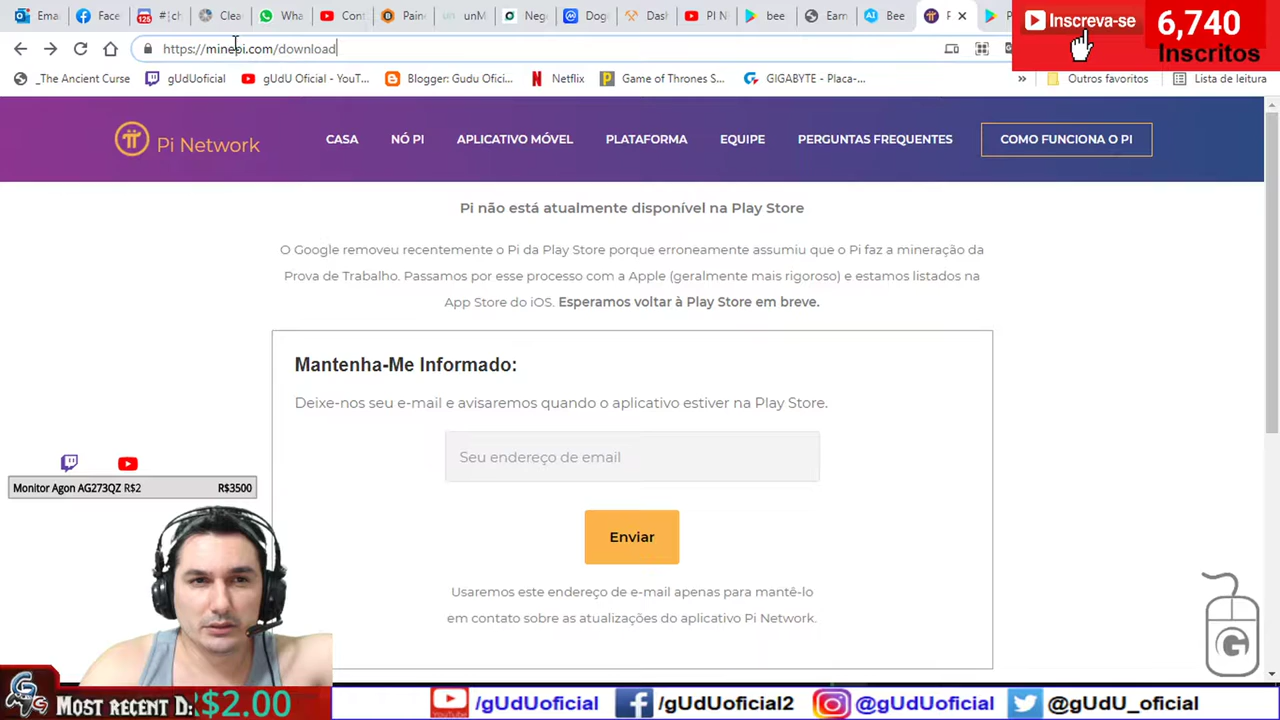 Ema
Face
125
#|ch
Clea
Wha
Cont
Paine
un
unM
Nego
Dog
Dash
PI N
bee
Earn
Bee
P
P
Inscreva-se
6,740
Inscritos
https://minepi.com/download
_The Ancient Curse
gUdUoficial
gUdU Oficial - YouT...
Blogger: Gudu Ofici...
Netflix
Game of Thrones S...
GIGABYTE - Placa-...
»
Outros favoritos
Lista de leitura
Pi Network
CASA
NÓ PI
APLICATIVO MÓVEL
PLATAFORMA
EQUIPE
PERGUNTAS FREQUENTES
COMO FUNCIONA O PI
Pi não está atualmente disponível na Play Store
O Google removeu recentemente o Pi da Play Store porque erroneamente assumiu que o Pi faz a mineração da
Prova de Trabalho. Passamos por esse processo com a Apple (geralmente mais rigoroso) e estamos listados na
App Store do iOS. Esperamos voltar à Play Store em breve.
Mantenha-Me Informado:
Deixe-nos seu e-mail e avisaremos quando o aplicativo estiver na Play Store.
Seu endereço de email
Enviar
Usaremos este endereço de e-mail apenas para mantê-lo
em contato sobre as atualizações do aplicativo Pi Network.
Monitor Agon AG273QZ R$2
R$3500
G
Most recent D:
R$2.00
/gUdUoficial
/gUdUoficial2
@gUdUoficial
@gUdU_oficial